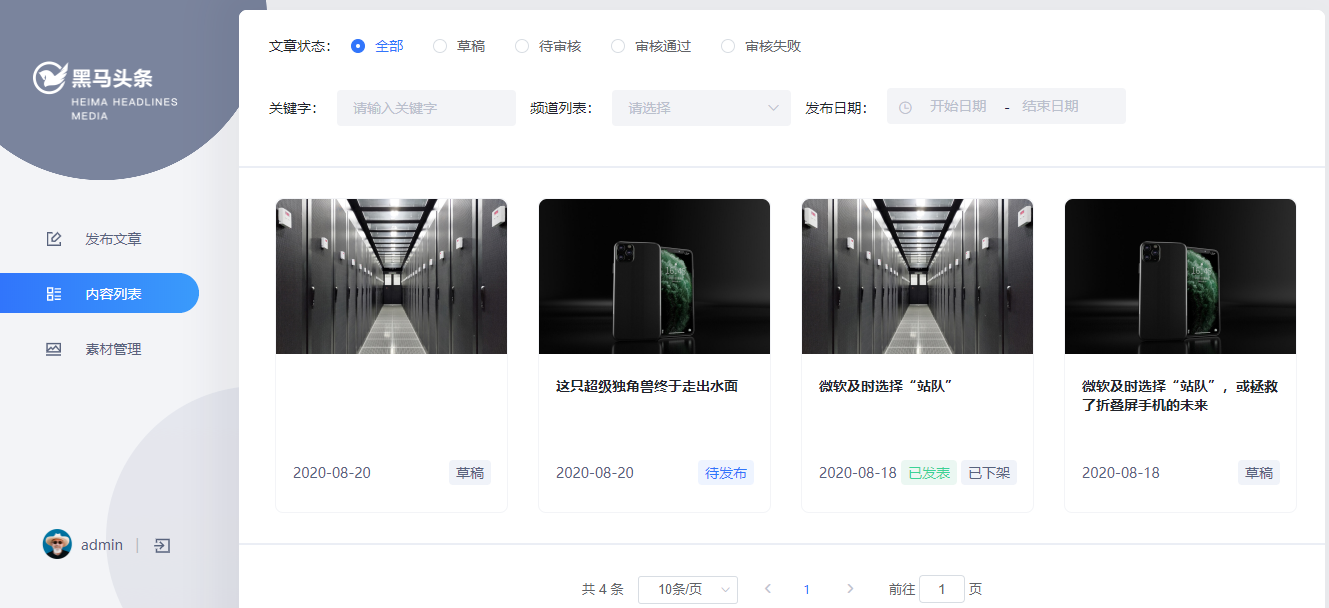 黑马头条
HEIMA HEADLINES
MEDIA
发布文章
内容列表
素材管理
admin
文章状态： 全部 草稿 待审核 审核通过 审核失败
关键字： 请输入关键字 频道列表： 请选择 发布日期： 开始日期 - 结束日期
2020-08-20 草稿
这只超级独角兽终于走出水面
2020-08-20 待发布
微软及时选择“站队”
2020-08-18 已发表 已下架
微软及时选择“站队”，或拯救
了折叠屏手机的未来
2020-08-18 草稿
共 4 条 10条/页 1 前往 1 页